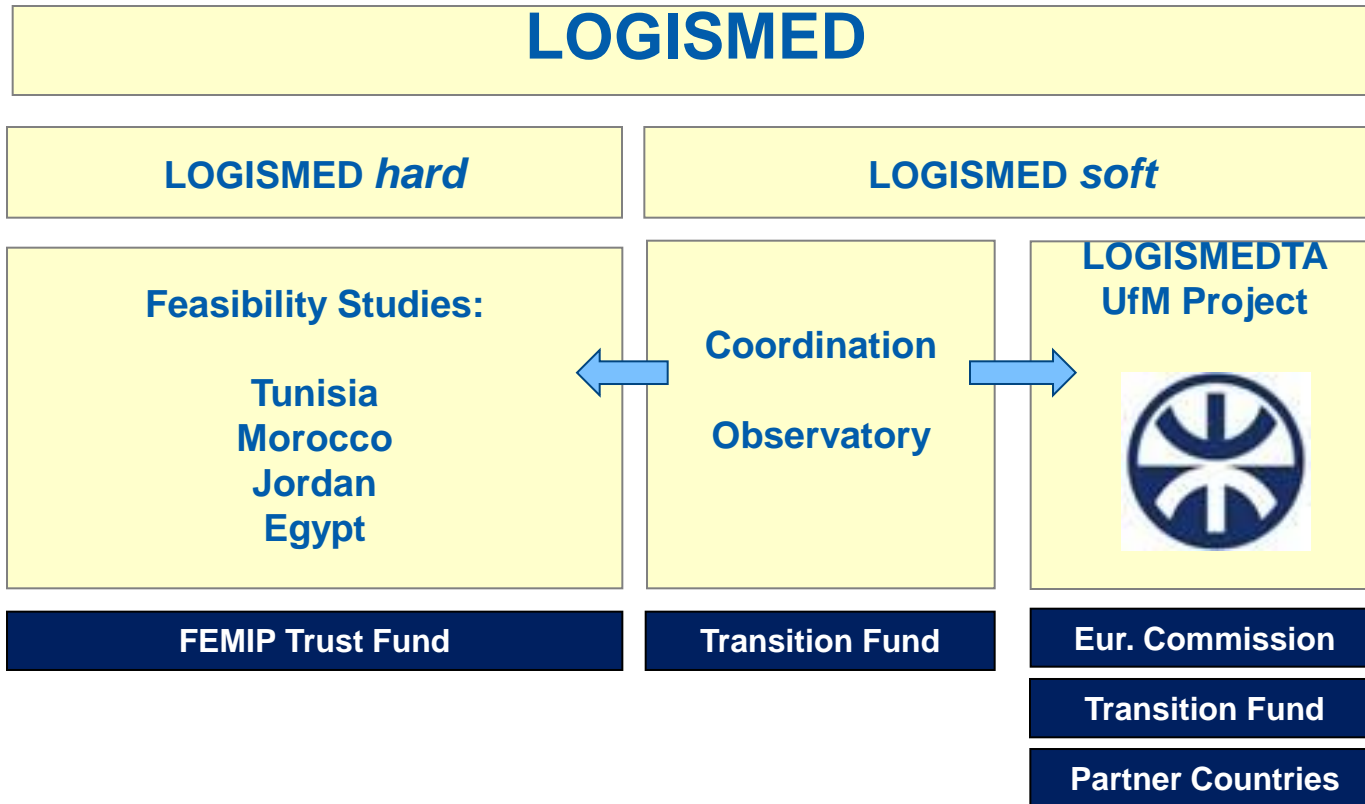 LOGISMED
LOGISMED hard
LOGISMED soft
Feasibility Studies:
Tunisia
Morocco
Jordan
Egypt
Coordination
Observatory
LOGISMEDTA
UfM Project
FEMIP Trust Fund
Transition Fund
Eur. Commission
Transition Fund
Partner Countries